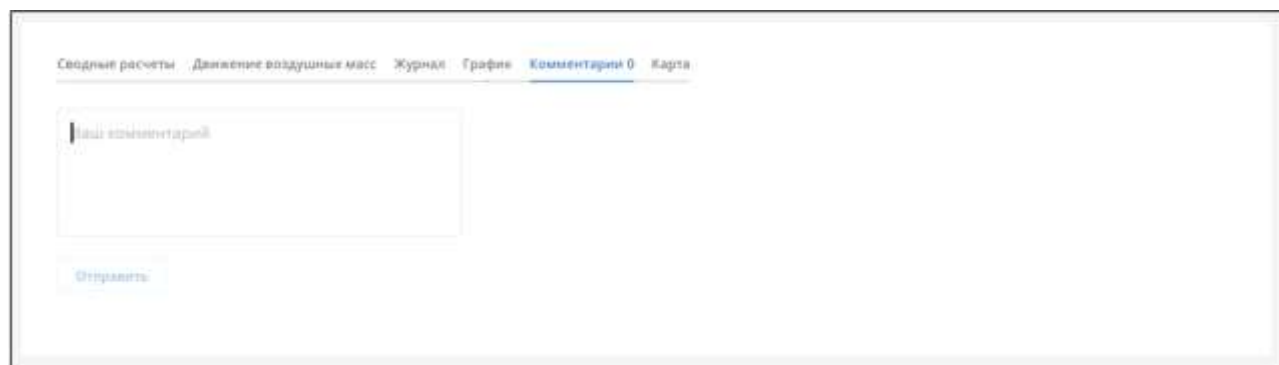 Сводные расчеты Движение воздушных масс Журнал График Комментарии 0 Карта
Ваш комментарий
Отправить